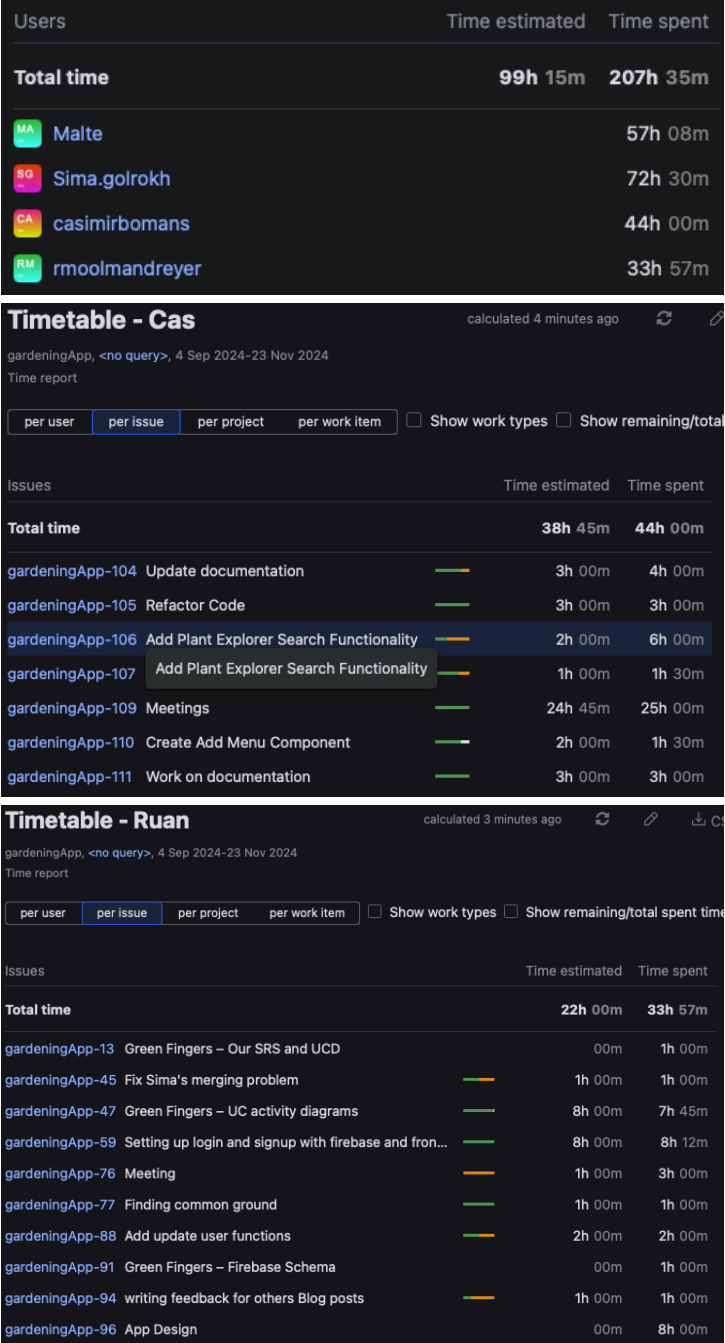 Users Time estimated Time spent
Total time 99h 15m 207h 35m
MA Malte 57h 08m
SG Sima.golrokh 72h 30m
CA casimirbomans 44h 00m
RM rmoolmandreyer 33h 57m
Timetable - Cas calculated 4 minutes ago
gardeningApp, <no query>, 4 Sep 2024-23 Nov 2024
Time report
per user per issue per project per work item Show work types Show remaining/total
Issues Time estimated Time spent
Total time 38h 45m 44h 00m
gardeningApp-104 Update documentation 3h 00m 4h 00m
gardeningApp-105 Refactor Code 3h 00m 3h 00m
gardeningApp-106 Add Plant Explorer Search Functionality 2h 00m 6h 00m
gardeningApp-107 Add Plant Explorer Search Functionality 1h 00m 1h 30m
gardeningApp-109 Meetings 24h 45m 25h 00m
gardeningApp-110 Create Add Menu Component 2h 00m 1h 30m
gardeningApp-111 Work on documentation 3h 00m 3h 00m
Timetable - Ruan calculated 3 minutes ago CS
gardeningApp, <no query>, 4 Sep 2024-23 Nov 2024
Time report
per user per issue per project per work item Show work types Show remaining/total spent time
Issues Time estimated Time spent
Total time 22h 00m 33h 57m
gardeningApp-13 Green Fingers – Our SRS and UCD 00m 1h 00m
gardeningApp-45 Fix Sima's merging problem 1h 00m 1h 00m
gardeningApp-47 Green Fingers – UC activity diagrams 8h 00m 7h 45m
gardeningApp-59 Setting up login and signup with firebase and fron... 8h 00m 8h 12m
gardeningApp-76 Meeting 1h 00m 3h 00m
gardeningApp-77 Finding common ground 1h 00m 1h 00m
gardeningApp-88 Add update user functions 2h 00m 2h 00m
gardeningApp-91 Green Fingers – Firebase Schema 00m 1h 00m
gardeningApp-94 writing feedback for others Blog posts 1h 00m 1h 00m
gardeningApp-96 App Design 00m 8h 00m